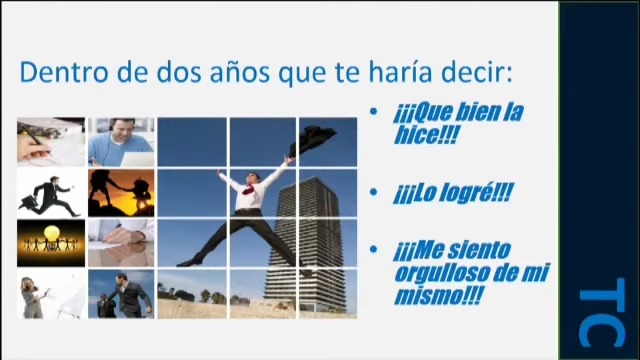 Dentro de dos años que te haría decir:
• ¡¡¡Que bien la
hice!!!
• ¡¡¡Lo logré!!!
• ¡¡¡Me siento
orgulloso de mi
mismo!!!
TC